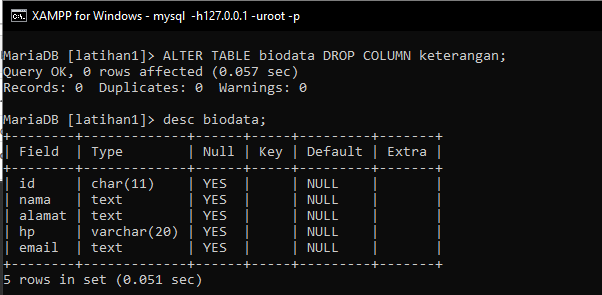 XAMPP for Windows - mysql -h127.0.0.1 -uroot -p
MariaDB [latihan1]> ALTER TABLE biodata DROP COLUMN keterangan;
Query OK, 0 rows affected (0.057 sec)
Records: 0  Duplicates: 0  Warnings: 0
MariaDB [latihan1]> desc biodata;
+--------+-------------+------+-----+---------+-------+
| Field  | Type        | Null | Key | Default | Extra |
+--------+-------------+------+-----+---------+-------+
| id     | char(11)    | YES  |     | NULL    |       |
| nama   | text        | YES  |     | NULL    |       |
| alamat | text        | YES  |     | NULL    |       |
| hp     | varchar(20) | YES  |     | NULL    |       |
| email  | text        | YES  |     | NULL    |       |
+--------+-------------+------+-----+---------+-------+
5 rows in set (0.051 sec)